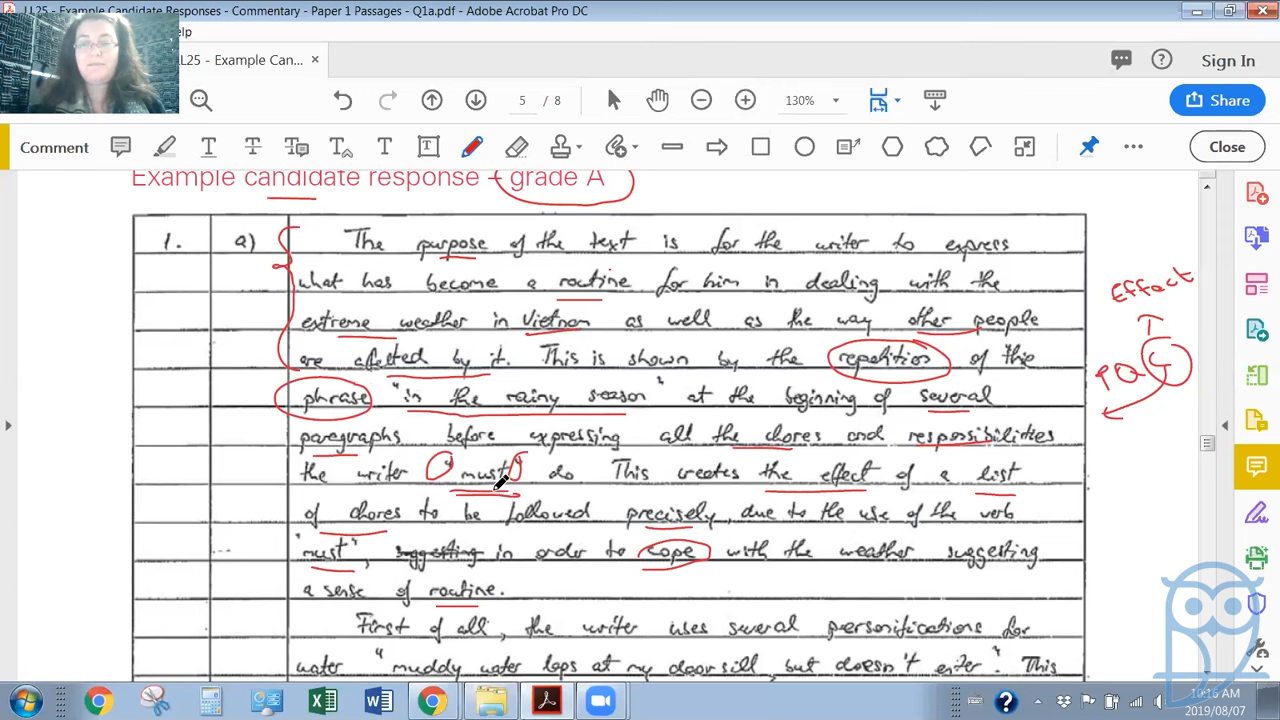 LL25 - Example Candidate Responses - Commentary - Paper 1 Passages - Q1a.pdf - Adobe Acrobat Pro DC
elp
LL25 - Example Can...
Sign In
5 / 8
130%
Share
Comment
Close
Example candidate response - grade A
1. a) The purpose of the text is for the writer to express
what has become a routine for him in dealing with the
extreme weather in Vietnam as well as the way other people
are affected by it. This is shown by the repetition of the
phrase "in the rainy season" at the beginning of several
paragraphs before expressing all the chores and responsibilities
the writer "must" do This creates the effect of a list
of chores to be followed precisely, due to the use of the verb
"must", suggesting in order to cope with the weather suggesting
a sense of routine.
First of all, the writer uses several personifications for
water "muddy water laps at my doorsill, but doesn't enter". This
Effect
10:16 AM
2019/08/07